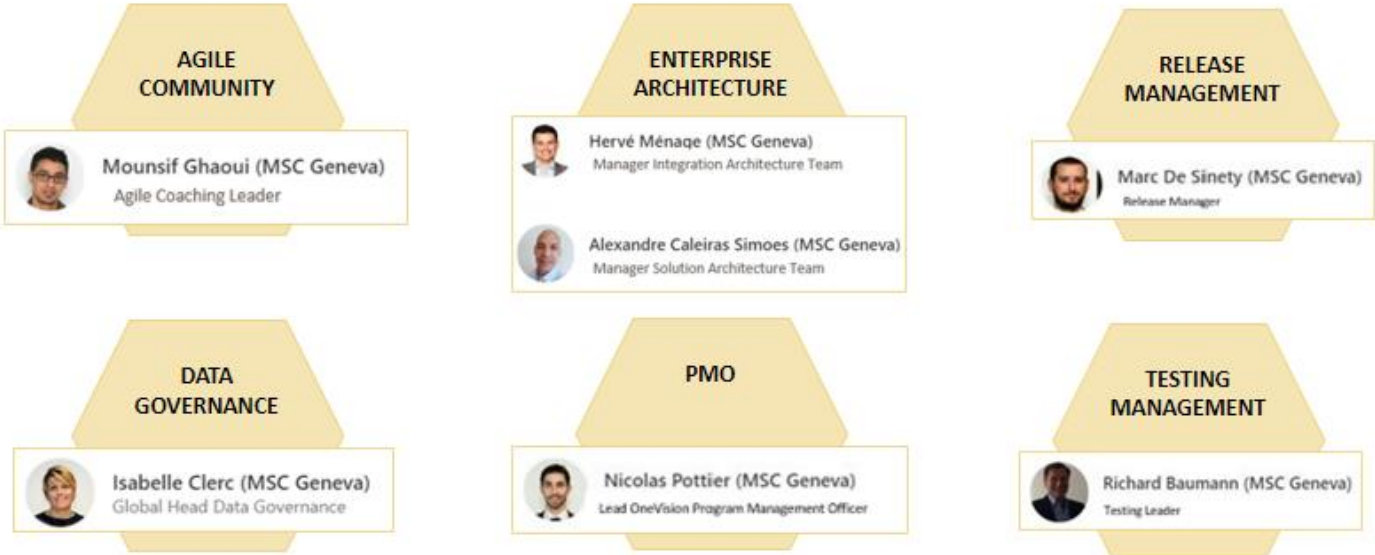 AGILE
COMMUNITY
Mounsif Ghaoui (MSC Geneva)
Agile Coaching Leader
ENTERPRISE
ARCHITECTURE
Hervé Ménage (MSC Geneva)
Manager Integration Architecture Team
Alexandre Caleiras Simoes (MSC Geneva)
Manager Solution Architecture Team
RELEASE
MANAGEMENT
Marc De Sinety (MSC Geneva)
Release Manager
DATA
GOVERNANCE
Isabelle Clerc (MSC Geneva)
Global Head Data Governance
PMO
Nicolas Pottier (MSC Geneva)
Lead OneVision Program Management Officer
TESTING
MANAGEMENT
Richard Baumann (MSC Geneva)
Testing Leader